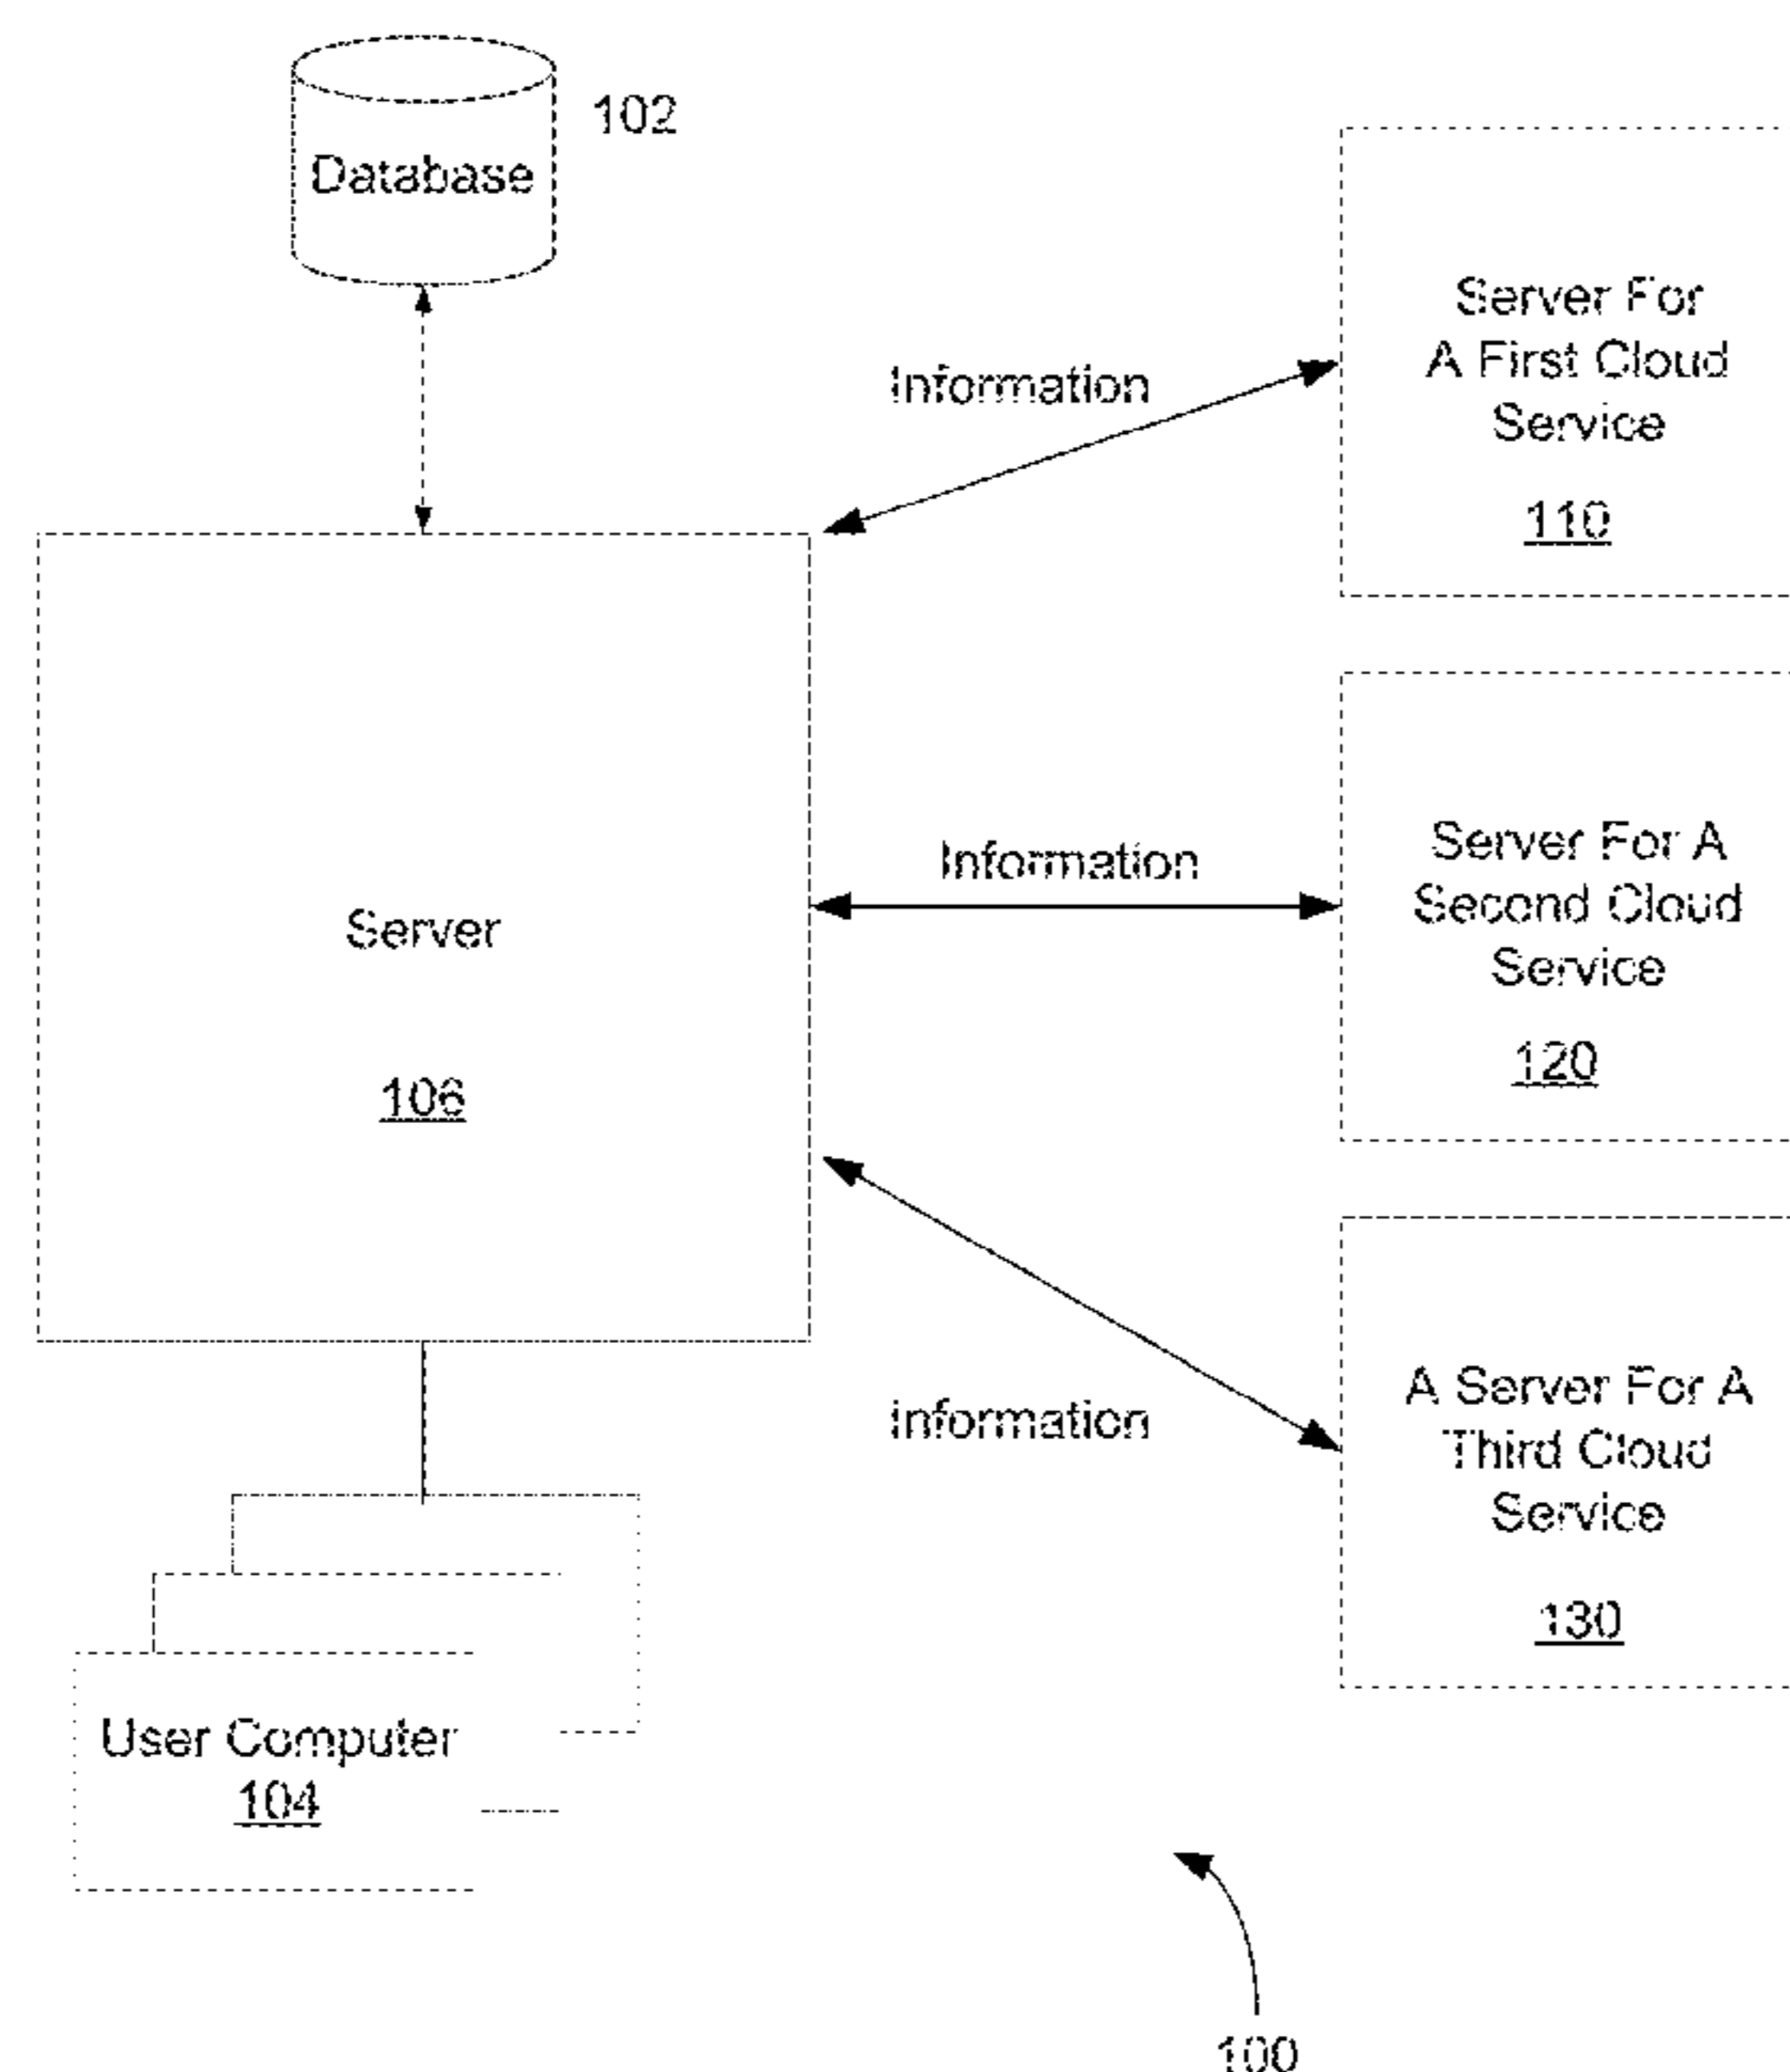 102
Database
Information
Server For
A First Cloud
Service
110
Server
106
Information
Server For A
Second Cloud
Service
120
Information
A Server For A
Third Cloud
Service
130
User Computer
104
100